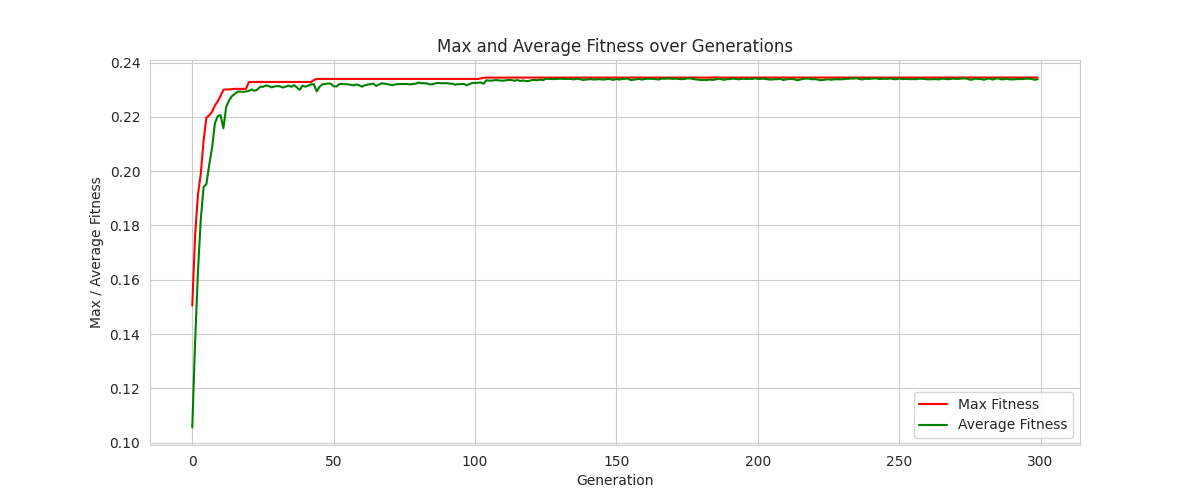 Max and Average Fitness over Generations
Max / Average Fitness
0.24
0.22
0.20
0.18
0.16
0.14
0.12
0.10
0 50 100 150 200 250 300
Generation
Max Fitness
Average Fitness